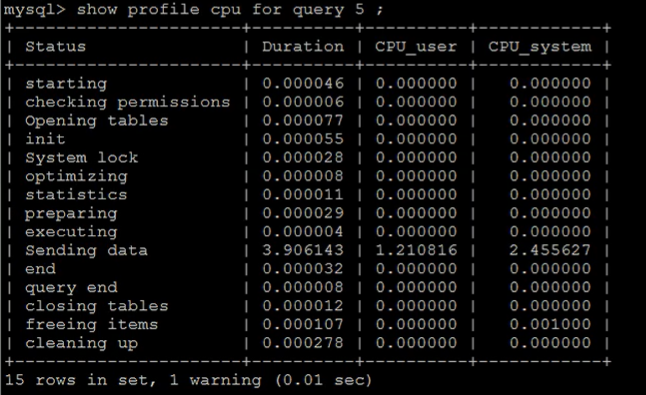 mysql> show profile cpu for query 5 ;
+----------------------+----------+----------+------------+
| Status | Duration | CPU_user | CPU_system |
+----------------------+----------+----------+------------+
| starting | 0.000046 | 0.000000 | 0.000000 |
| checking permissions | 0.000006 | 0.000000 | 0.000000 |
| Opening tables | 0.000077 | 0.000000 | 0.000000 |
| init | 0.000055 | 0.000000 | 0.000000 |
| System lock | 0.000028 | 0.000000 | 0.000000 |
| optimizing | 0.000008 | 0.000000 | 0.000000 |
| statistics | 0.000011 | 0.000000 | 0.000000 |
| preparing | 0.000029 | 0.000000 | 0.000000 |
| executing | 0.000004 | 0.000000 | 0.000000 |
| Sending data | 3.906143 | 1.210816 | 2.455627 |
| end | 0.000032 | 0.000000 | 0.000000 |
| query end | 0.000008 | 0.000000 | 0.000000 |
| closing tables | 0.000012 | 0.000000 | 0.000000 |
| freeing items | 0.000107 | 0.000000 | 0.001000 |
| cleaning up | 0.000278 | 0.000000 | 0.000000 |
+----------------------+----------+----------+------------+
15 rows in set, 1 warning (0.01 sec)